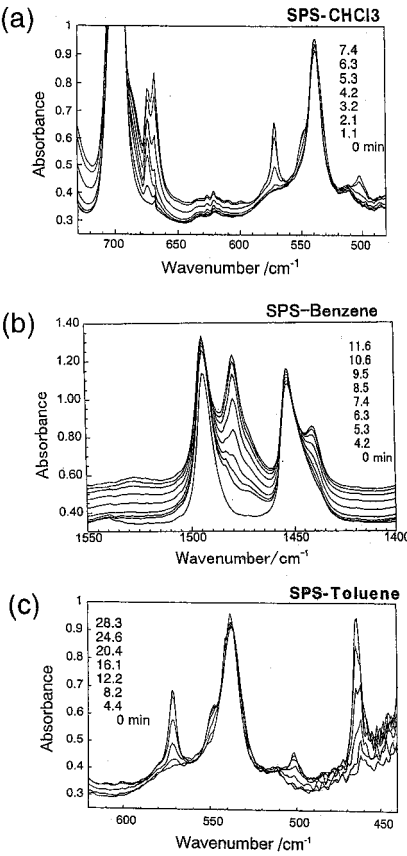 (a)
SPS-CHCl3
1
0.9
0.8
0.7
0.6
0.5
0.4
0.3
Absorbance
7.4
6.3
5.3
4.2
3.2
2.1
1.1
0 min
700 650 600 550 500
Wavenumber /cm-1
(b)
SPS-Benzene
1.40
1.20
1.00
0.80
0.60
0.40
Absorbance
11.6
10.6
9.5
8.5
7.4
6.3
5.3
4.2
0 min
1550 1500 1450 1400
Wavenumber/cm-1
(c)
SPS-Toluene
1
0.9
0.8
0.7
0.6
0.5
0.4
0.3
Absorbance
28.3
24.6
20.4
16.1
12.2
8.2
4.4
0 min
600 550 500 450
Wavenumber /cm-1